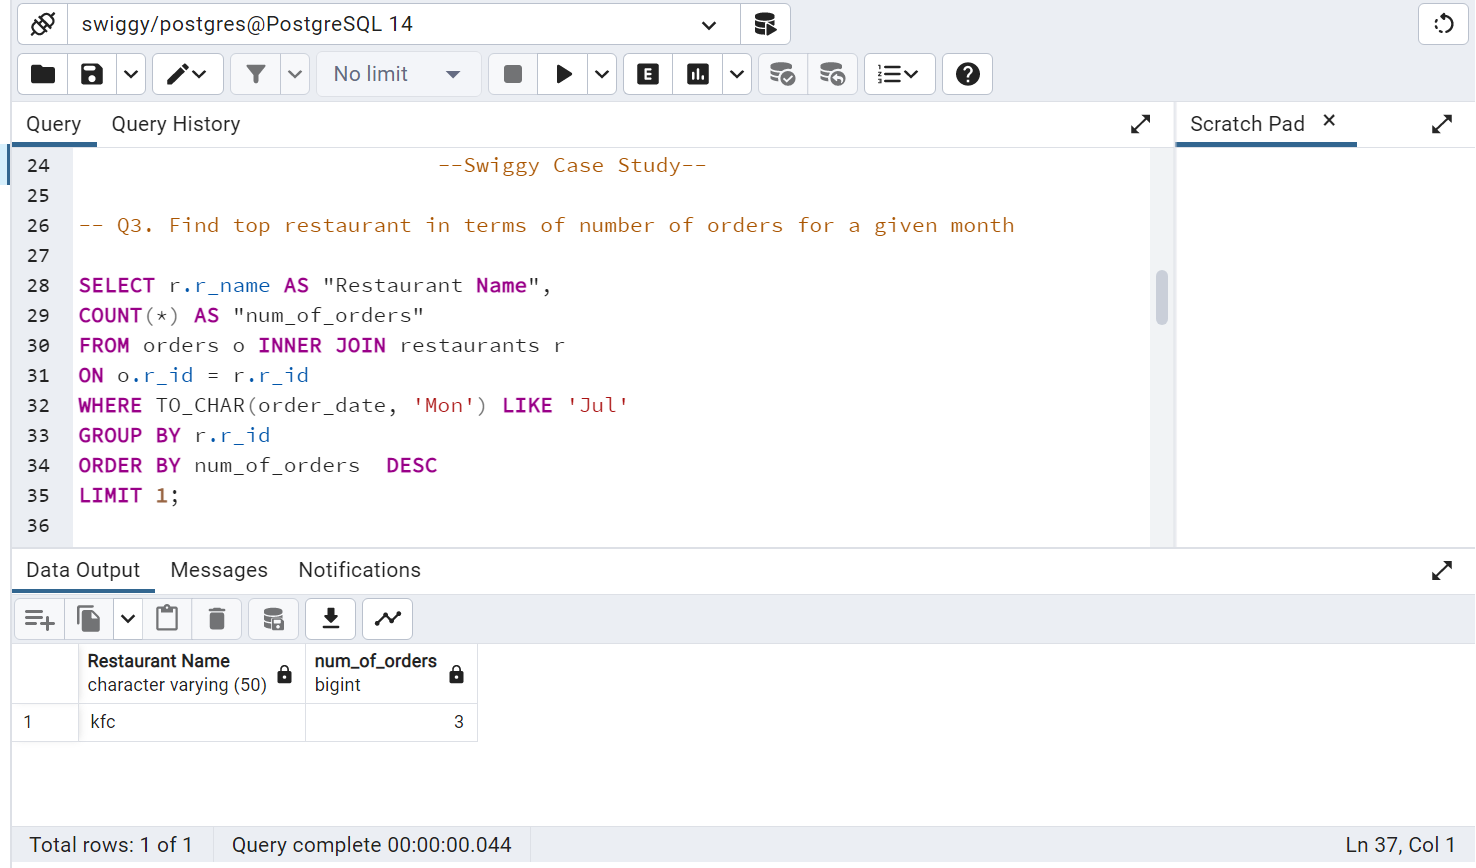 swiggy/postgres@PostgreSQL 14
No limit
E
Query Query History
Scratch Pad
24 --Swiggy Case Study--
25
26 -- Q3. Find top restaurant in terms of number of orders for a given month
27
28 SELECT r.r_name AS "Restaurant Name",
29 COUNT(*) AS "num_of_orders"
30 FROM orders o INNER JOIN restaurants r
31 ON o.r_id = r.r_id
32 WHERE TO_CHAR(order_date, 'Mon') LIKE 'Jul'
33 GROUP BY r.r_id
34 ORDER BY num_of_orders  DESC
35 LIMIT 1;
36
Data Output Messages Notifications
Restaurant Name num_of_orders
character varying (50) bigint
1 kfc 3
Total rows: 1 of 1 Query complete 00:00:00.044 Ln 37, Col 1